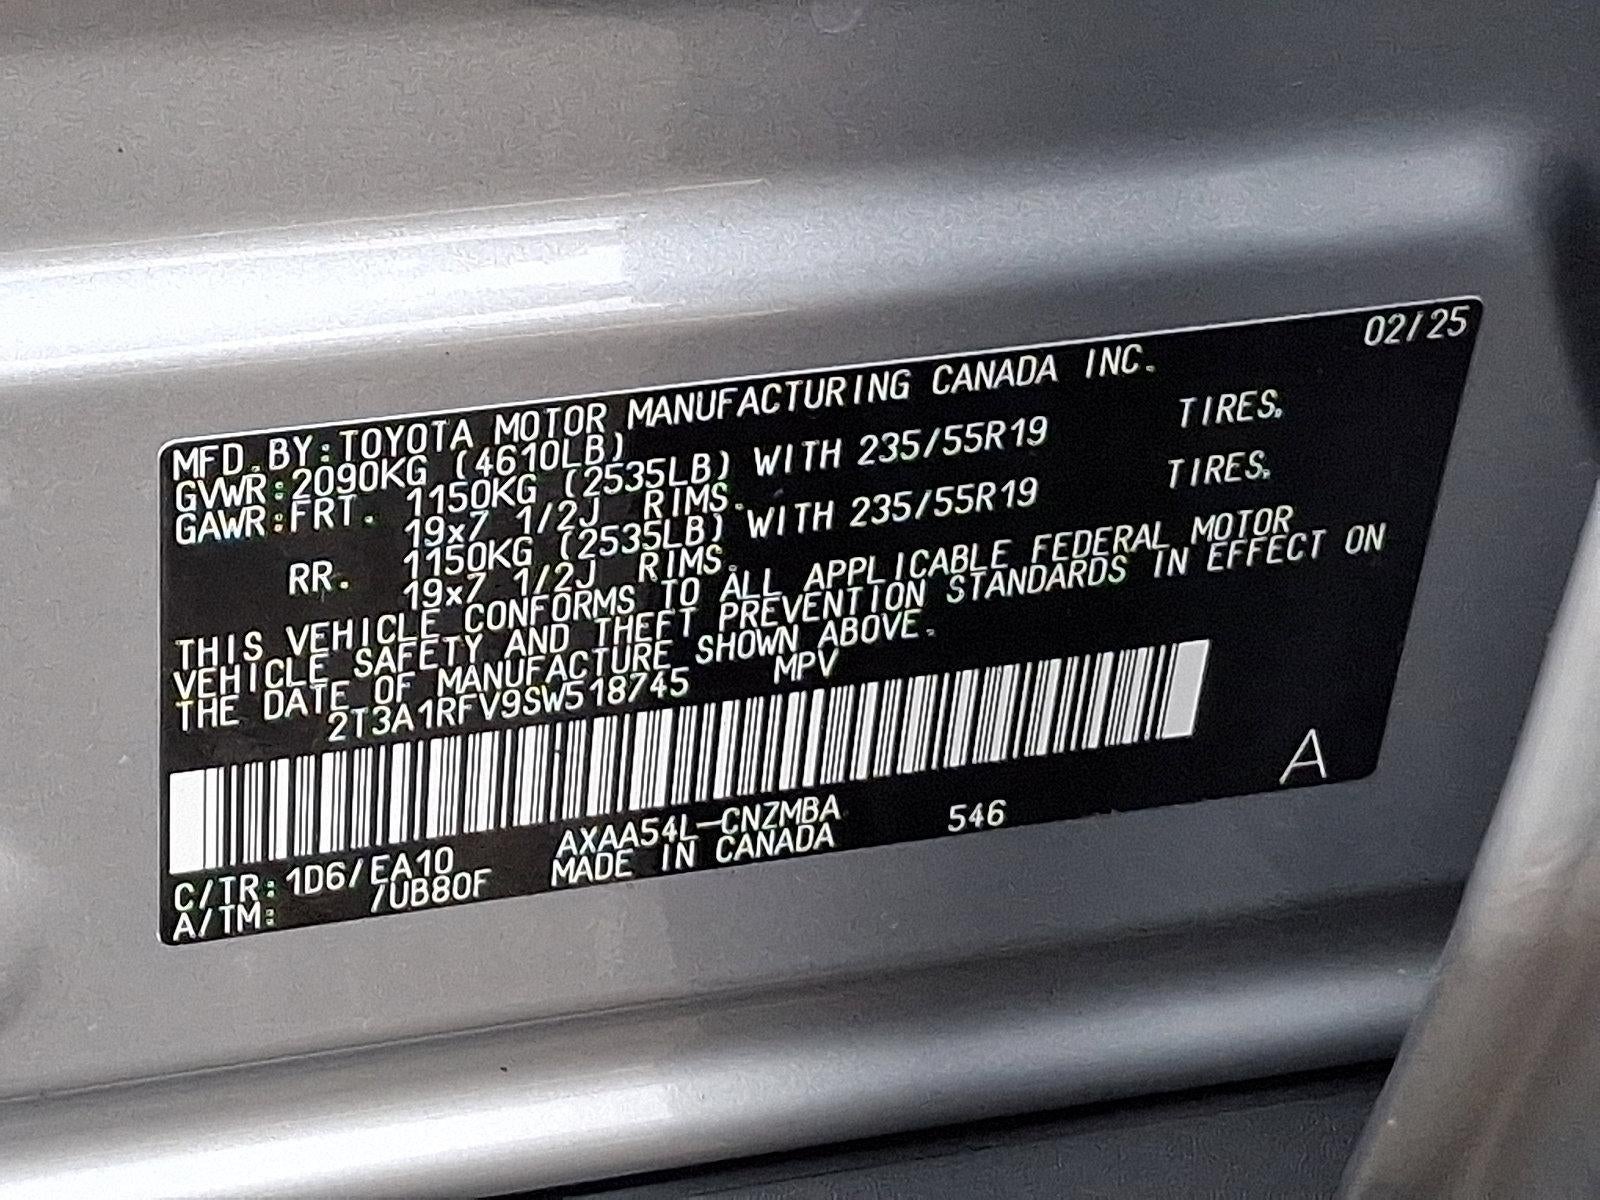 02/25
MFD.BY:TOYOTA MOTOR MANUFACTURING CANADA INC.
GVWR:2090KG (4610LB)
GAWR:FRT. 1150KG (2535LB) WITH 235/55R19 TIRES.
19x7 1/2J RIMS.
RR. 1150KG (2535LB) WITH 235/55R19 TIRES.
19x7 1/2J RIMS.
THIS VEHICLE CONFORMS TO ALL APPLICABLE FEDERAL MOTOR
VEHICLE SAFETY AND THEFT PREVENTION STANDARDS IN EFFECT ON
THE DATE OF MANUFACTURE SHOWN ABOVE.
2T3A1RFV9SW518745 MPV
A
AXAA54L-CNZMBA 546
C/TR:1D6/EA10 MADE IN CANADA
A/TM: /UB80F